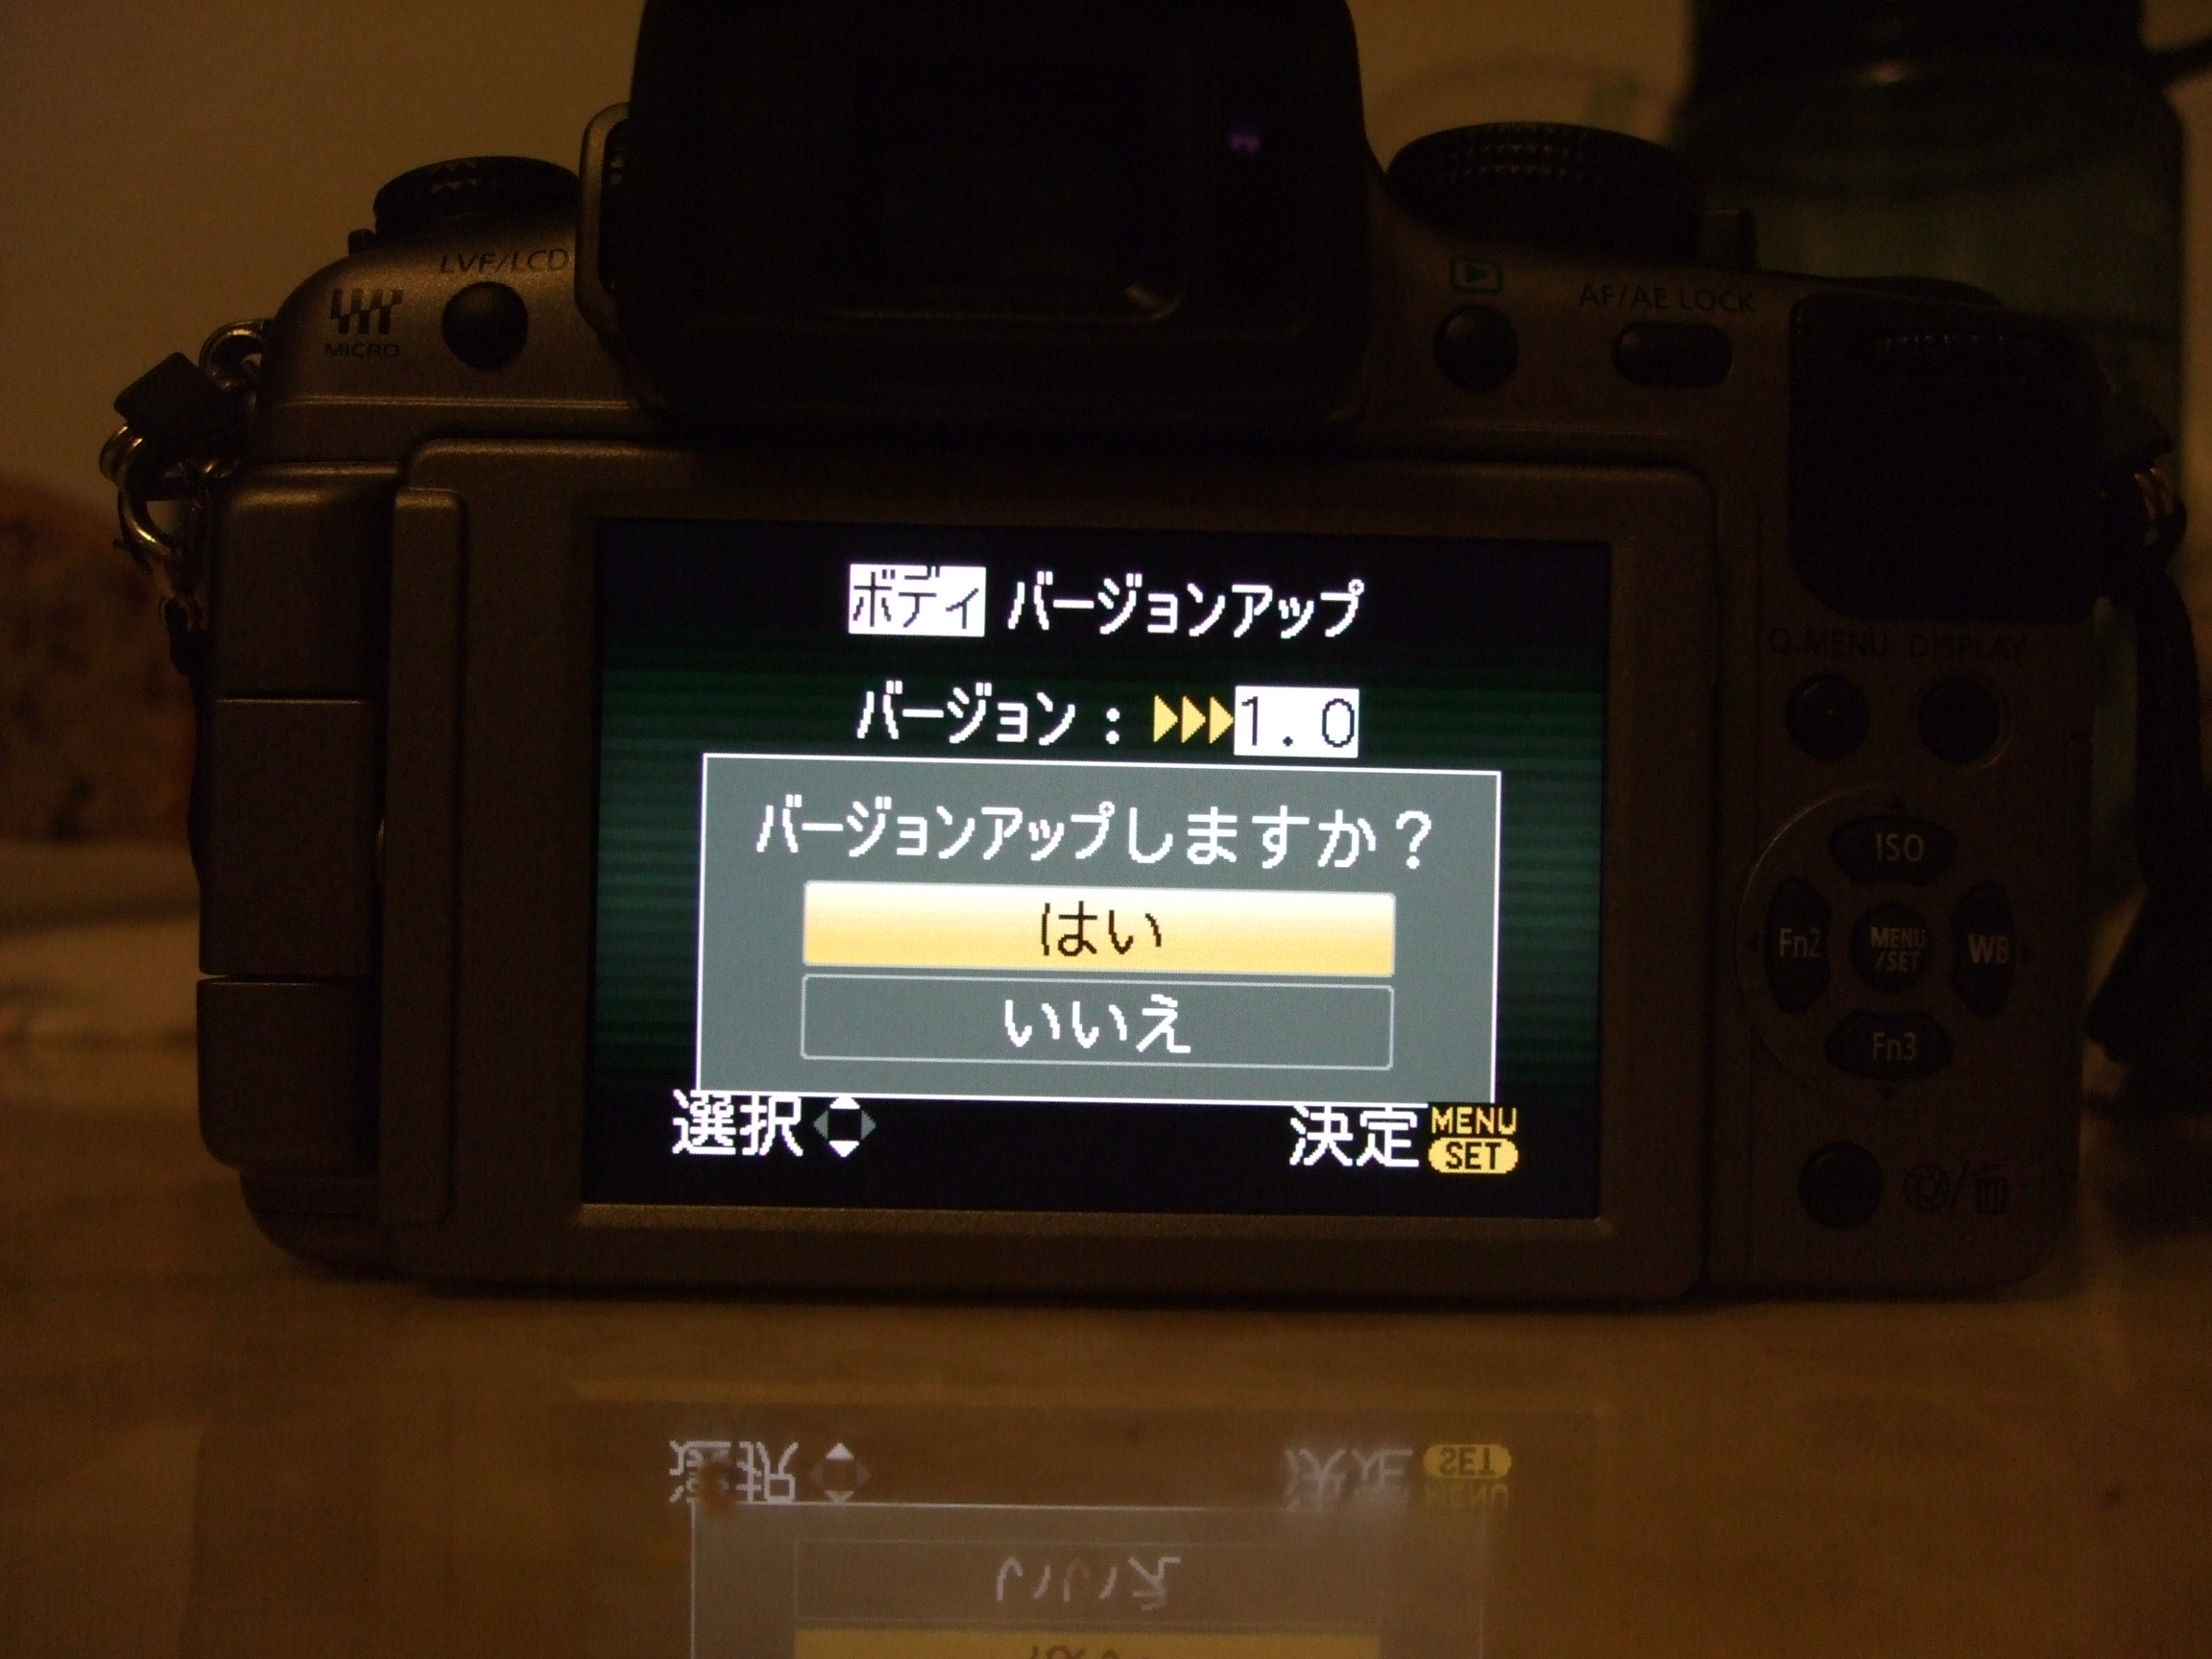 LVF/LCD
MICRO
AF/AE LOCK
Q.MENU DISPLAY
ボディ バージョンアップ
バージョン : 1.0
バージョンアップしますか?
はい
いいえ
選択
決定 MENU
SET
ISO
Fn2 MENU
/SET WB
Fn3